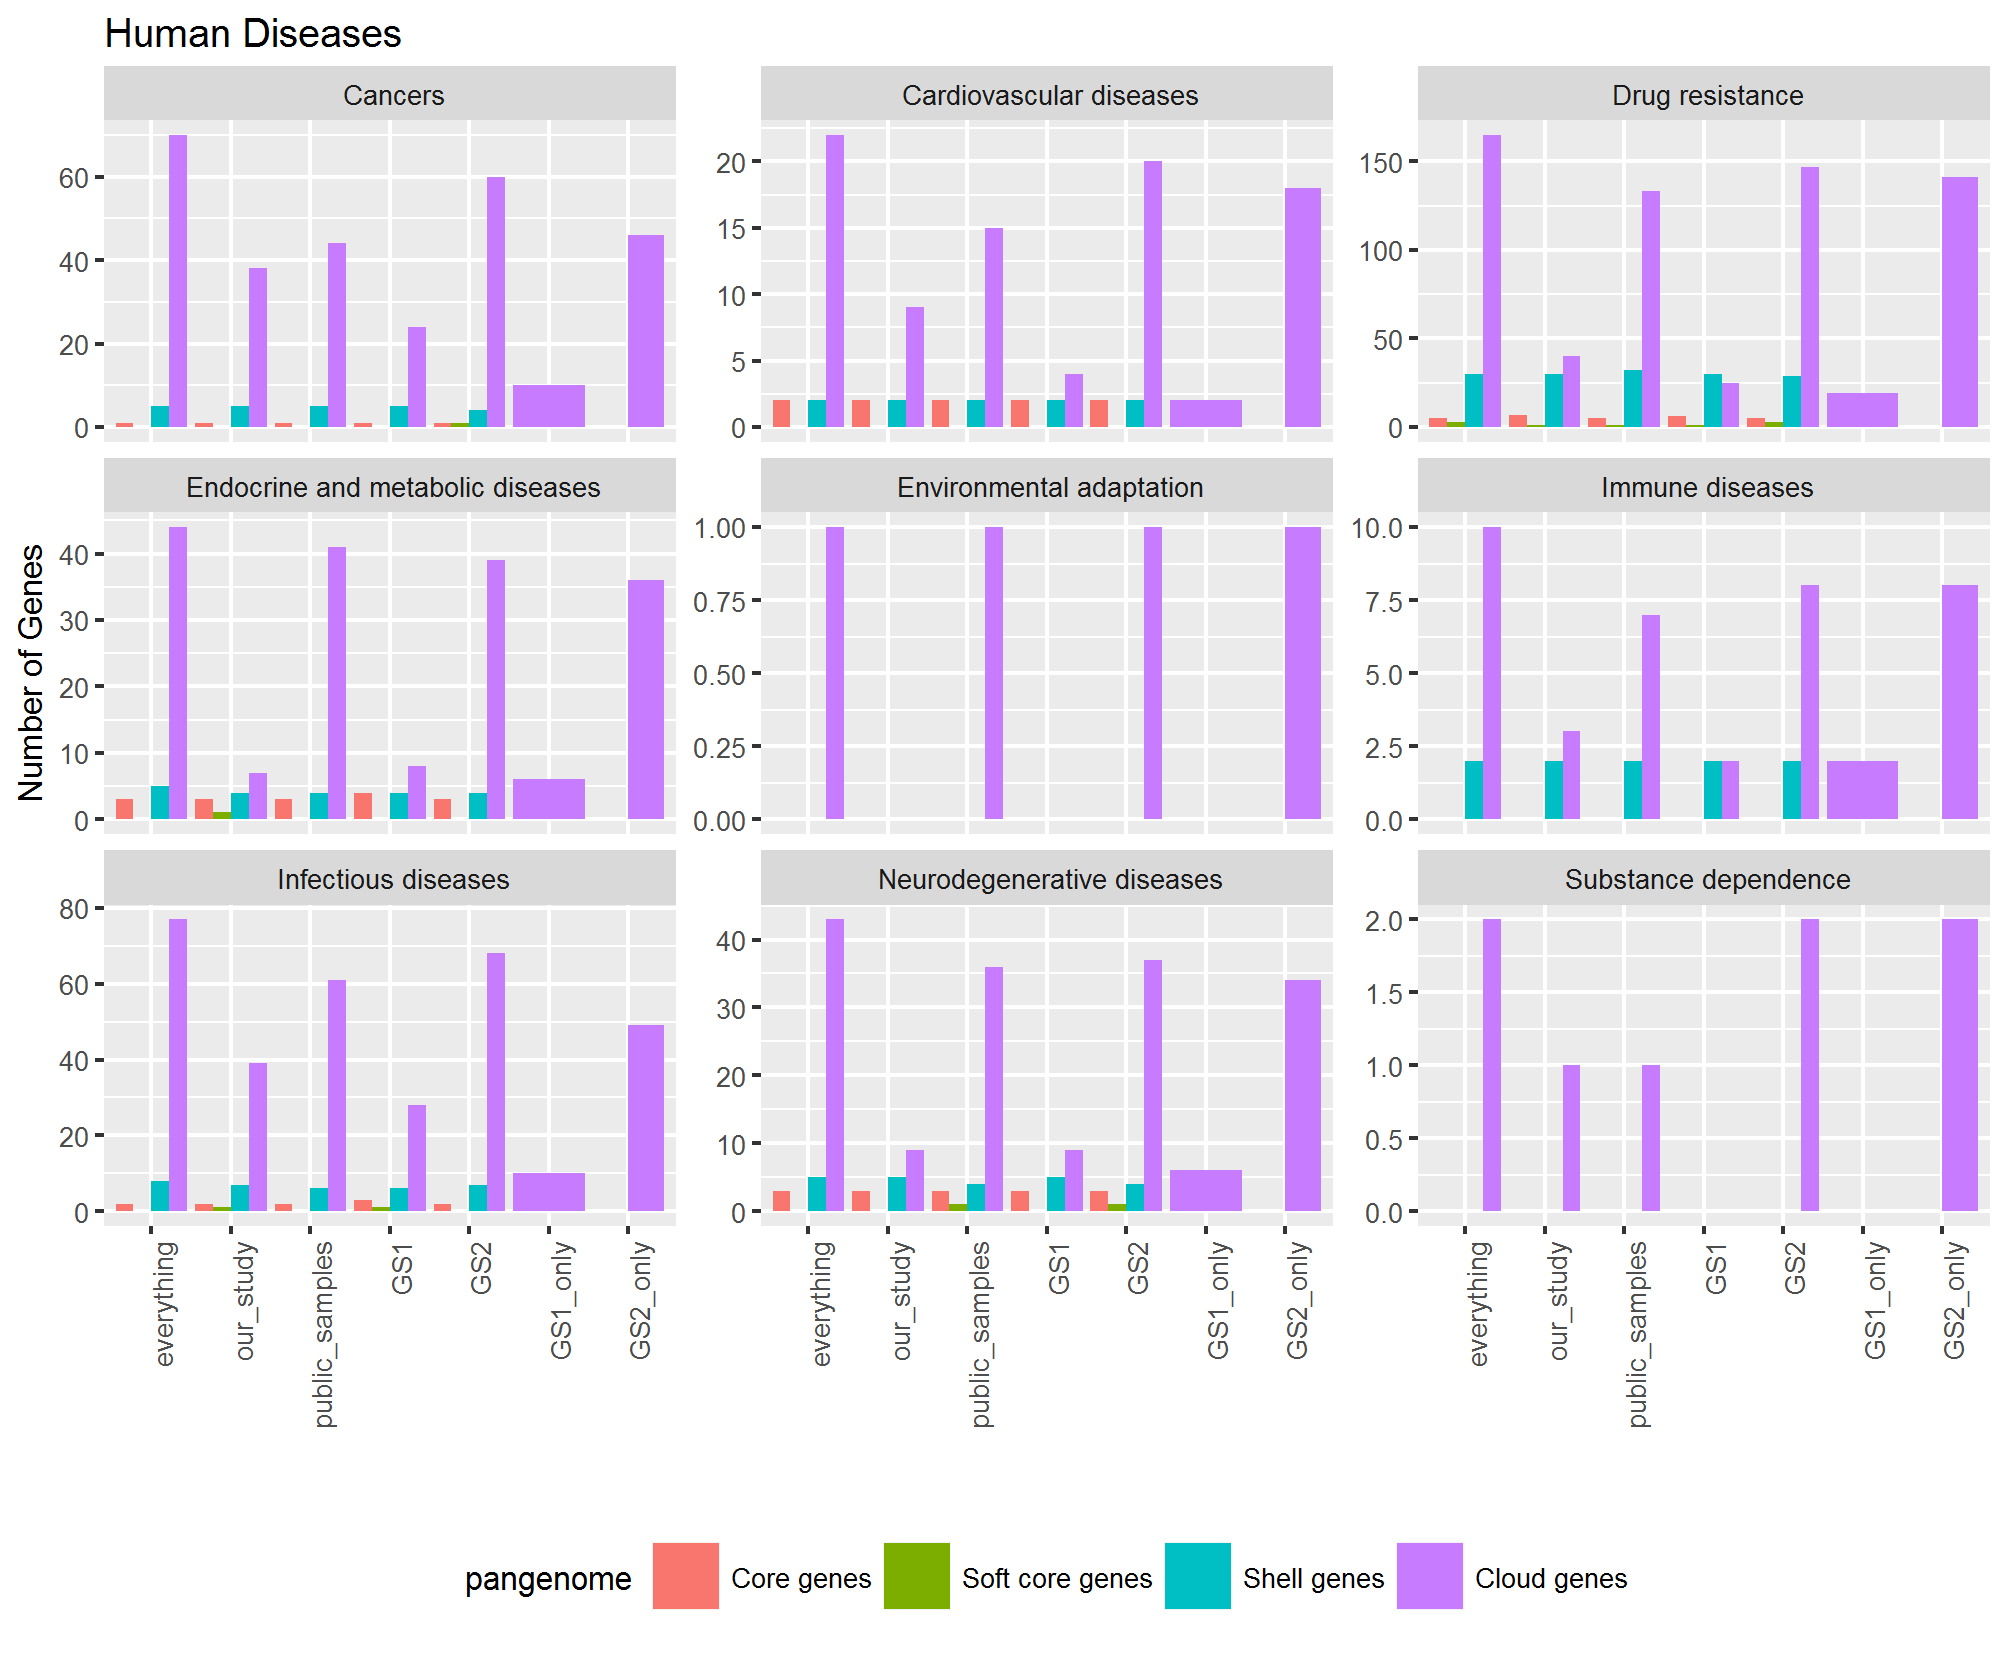 Human Diseases
Cancers
Cardiovascular diseases
Drug resistance
60
40
20
0
20
15
10
5
0
150
100
50
0
Endocrine and metabolic diseases
Environmental adaptation
Immune diseases
Number of Genes
40
30
20
10
0
1.00
0.75
0.50
0.25
0.00
10.0
7.5
5.0
2.5
0.0
Infectious diseases
Neurodegenerative diseases
Substance dependence
80
60
40
20
0
40
30
20
10
0
2.0
1.5
1.0
0.5
0.0
everything
our_study
public_samples
GS1
GS2
GS1_only
GS2_only
everything
our_study
public_samples
GS1
GS2
GS1_only
GS2_only
everything
our_study
public_samples
GS1
GS2
GS1_only
GS2_only
pangenome
Core genes
Soft core genes
Shell genes
Cloud genes